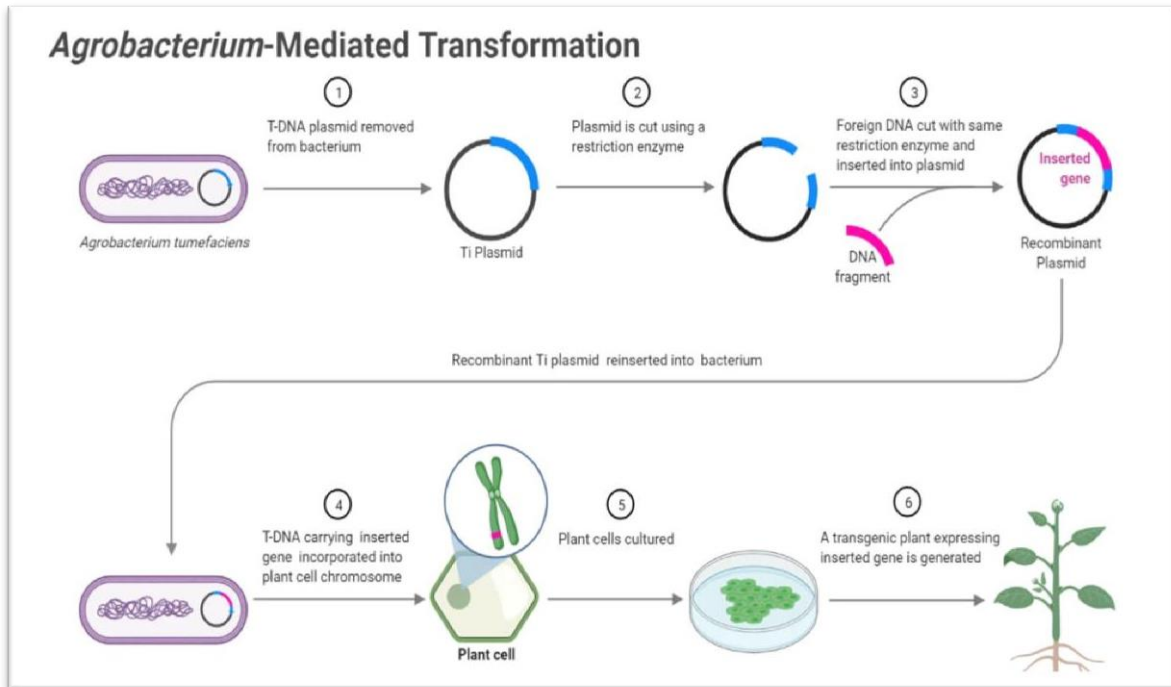 Agrobacterium-Mediated Transformation
1
T-DNA plasmid removed
from bacterium
2
Plasmid is cut using a
restriction enzyme
3
Foreign DNA cut with same
restriction enzyme and
inserted into plasmid
Agrobacterium tumefaciens
Ti Plasmid
DNA
fragment
Inserted
gene
Recombinant
Plasmid
Recombinant Ti plasmid reinserted into bacterium
4
T-DNA carrying inserted
gene incorporated into
plant cell chromosome
Plant cell
5
Plant cells cultured
6
A transgenic plant expressing
inserted gene is generated